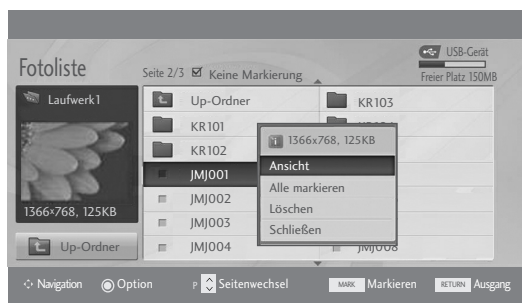 USB-Gerät
Freier Platz 150MB
Fotoliste
Seite 2/3 Keine Markierung
Laufwerk1
1366×768, 125KB
Up-Ordner
Up-Ordner
KR101
KR102
JMJ001
JMJ002
JMJ003
JMJ004
KR103
JMJ008
1366x768, 125KB
Ansicht
Alle markieren
Löschen
Schließen
Navigation Option P Seitenwechsel MARK Markieren RETURN Ausgang